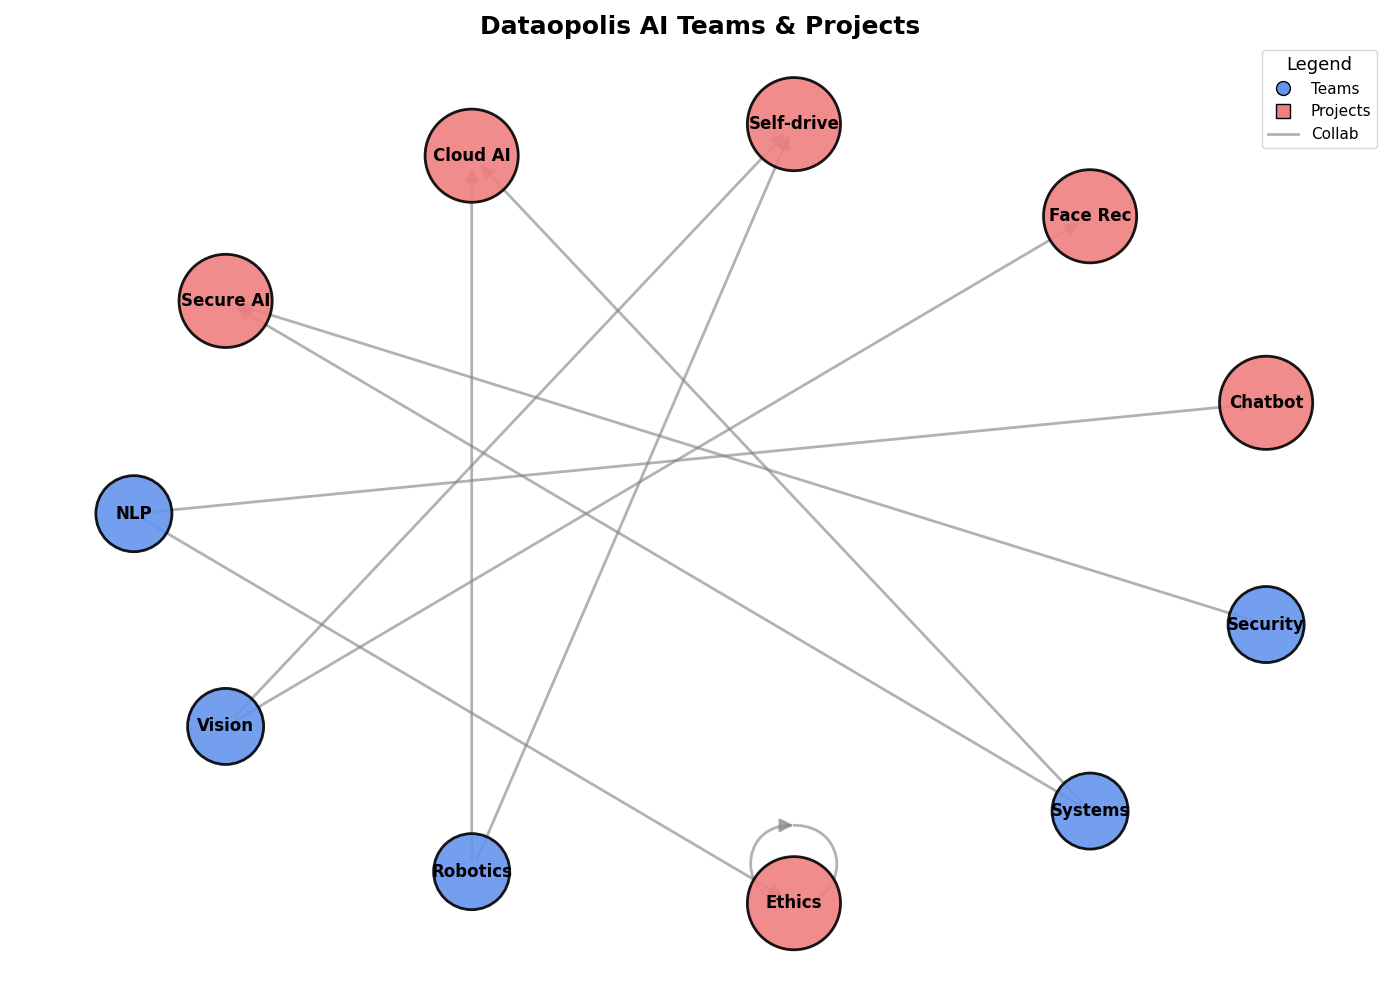 Dataopolis AI Teams & Projects
Legend
Teams
Projects
Collab
Self-drive
Cloud AI
Face Rec
Secure AI
Chatbot
NLP
Security
Vision
Systems
Robotics
Ethics